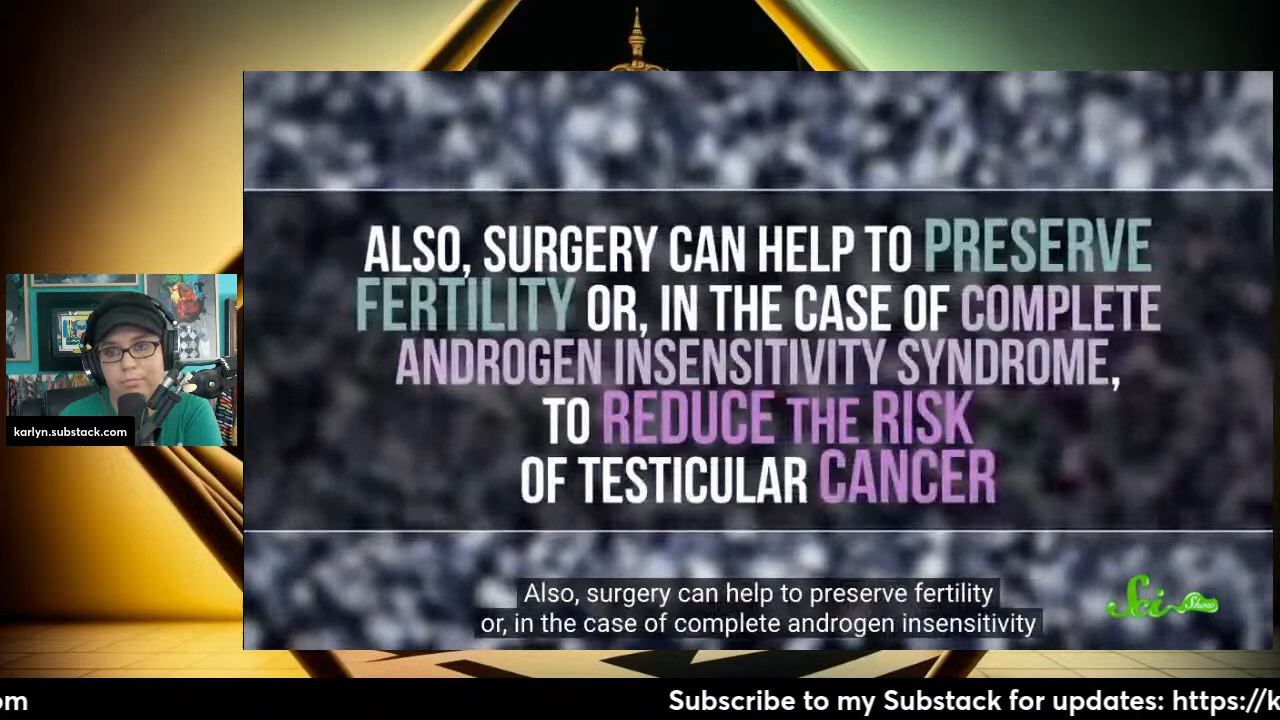 ALSO, SURGERY CAN HELP TO PRESERVE
FERTILITY OR, IN THE CASE OF COMPLETE
ANDROGEN INSENSITIVITY SYNDROME,
TO REDUCE THE RISK
OF TESTICULAR CANCER
karlyn.substack.com
Also, surgery can help to preserve fertility
or, in the case of complete androgen insensitivity
Sci Show
om
Subscribe to my Substack for updates: https://k